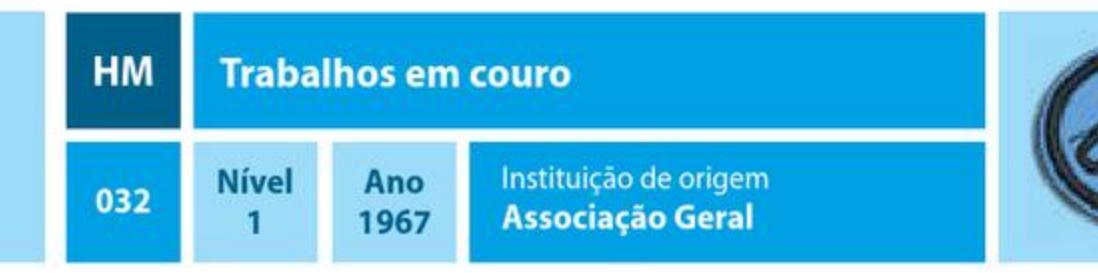 HM
Trabalhos em couro
032
Nível
1
Ano
1967
Instituição de origem
Associação Geral